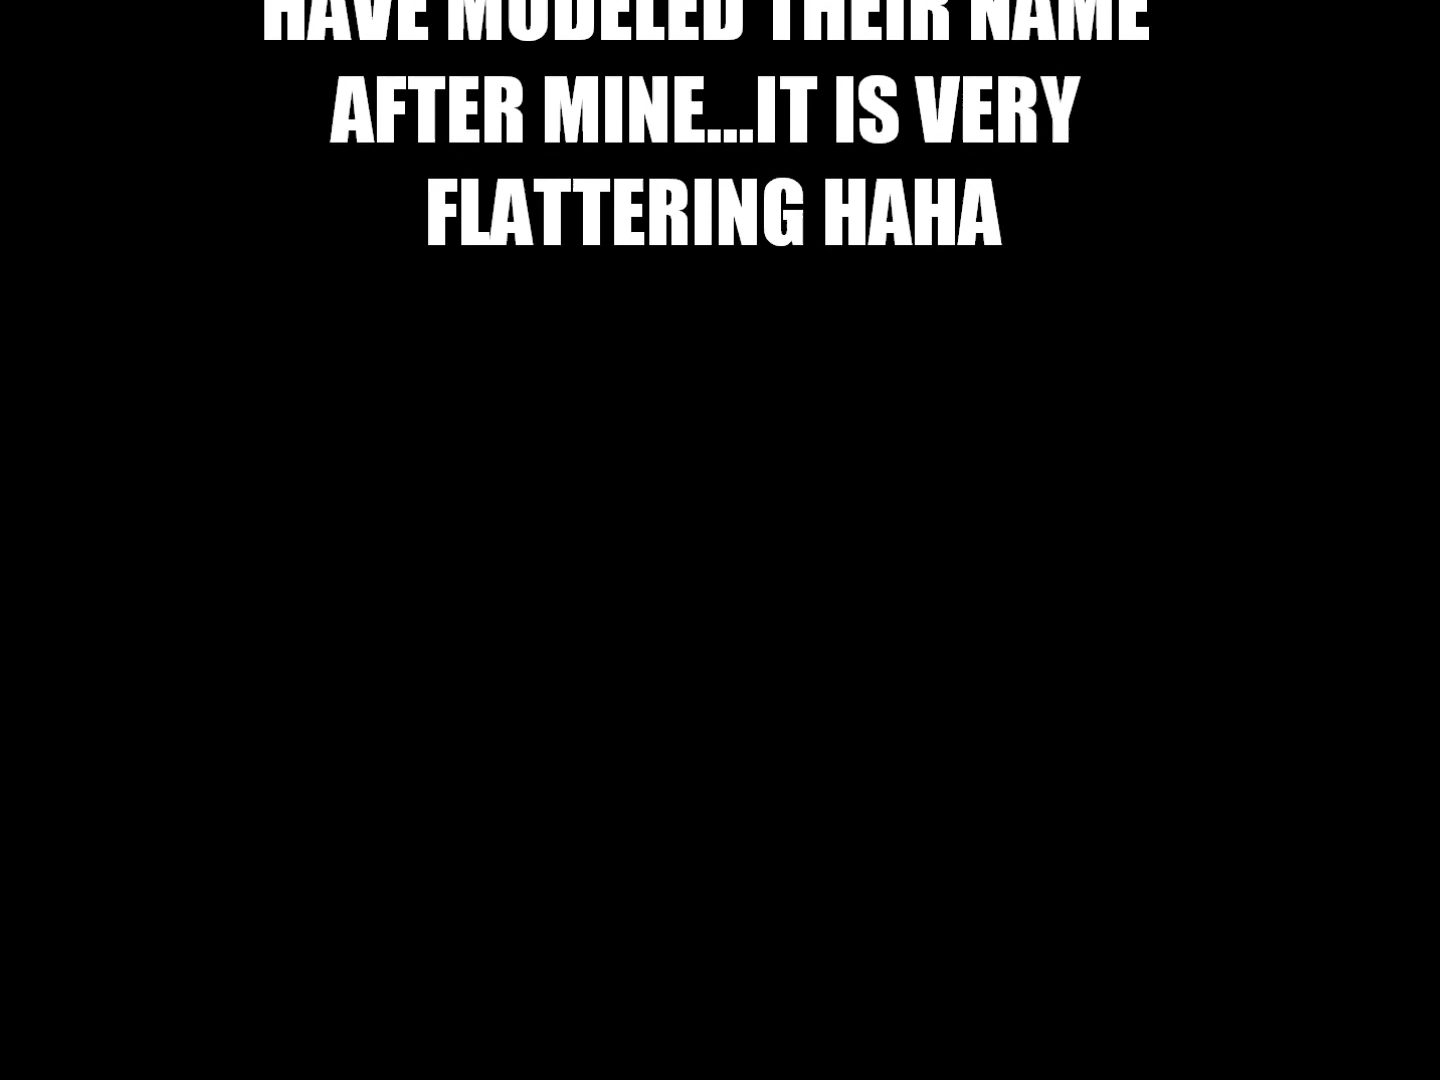 HAVE MODELED THEIR NAME
AFTER MINE...IT IS VERY
FLATTERING HAHA